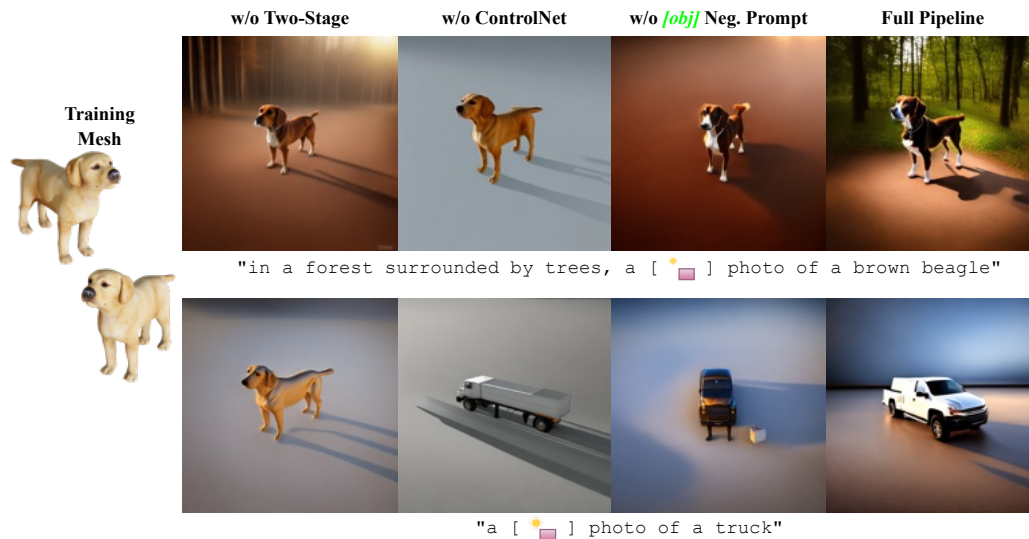 w/o Two-Stage
w/o ControlNet
w/o [obj] Neg. Prompt
Full Pipeline
Training
Mesh
"in a forest surrounded by trees, a [ ] photo of a brown beagle"
"a [ ] photo of a truck"